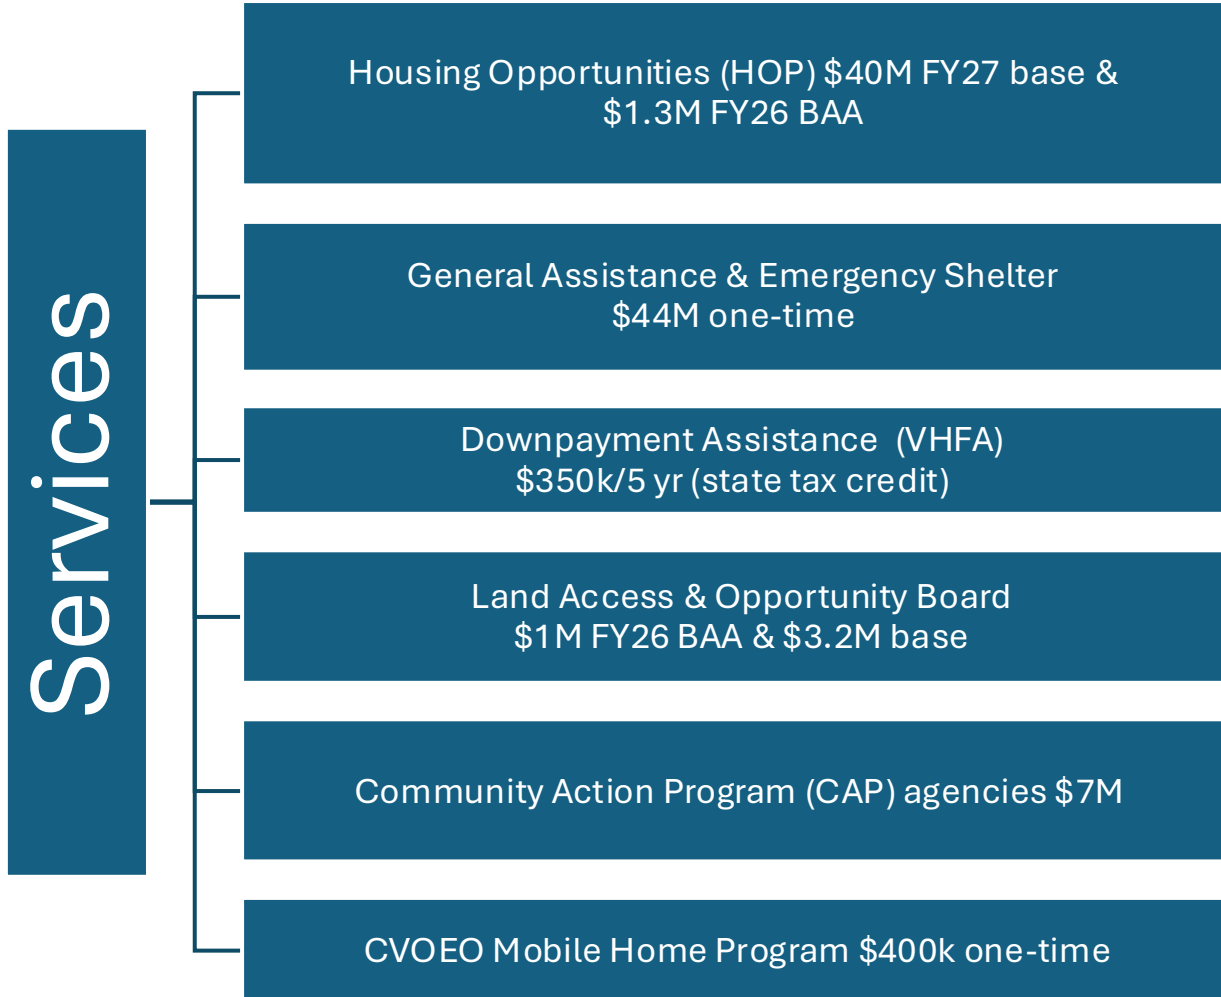 Services
Housing Opportunities (HOP) $40M FY27 base &
$1.3M FY26 BAA
General Assistance & Emergency Shelter
$44M one-time
Downpayment Assistance  (VHFA)
$350k/5 yr (state tax credit)
Land Access & Opportunity Board
$1M FY26 BAA & $3.2M base
Community Action Program (CAP) agencies $7M
CVOEO Mobile Home Program $400k one-time